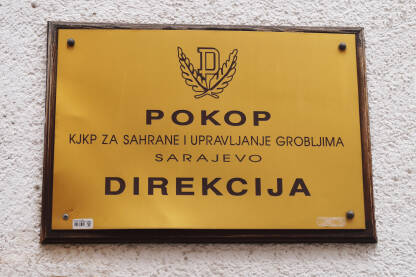 P
POKOP
KJKP ZA SAHRANE I UPRAVLJANJE GROBLJIMA
SARAJEVO
DIREKCIJA